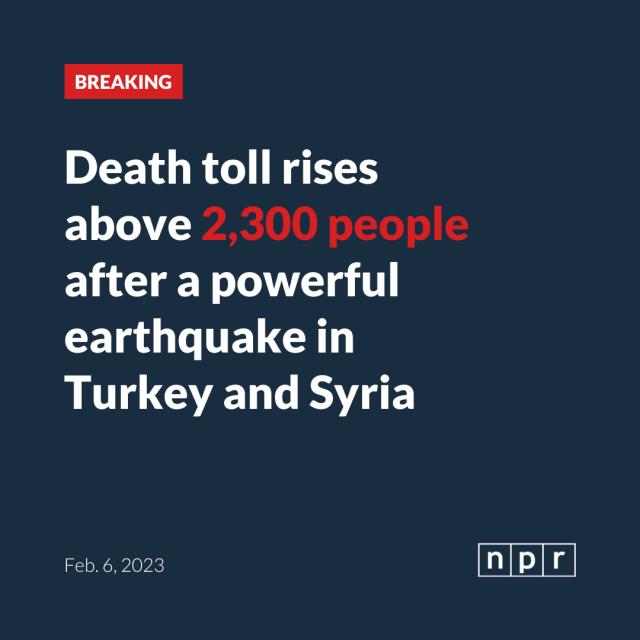 BREAKING
Death toll rises
above 2,300 people
after a powerful
earthquake in
Turkey and Syria
Feb. 6, 2023
npr